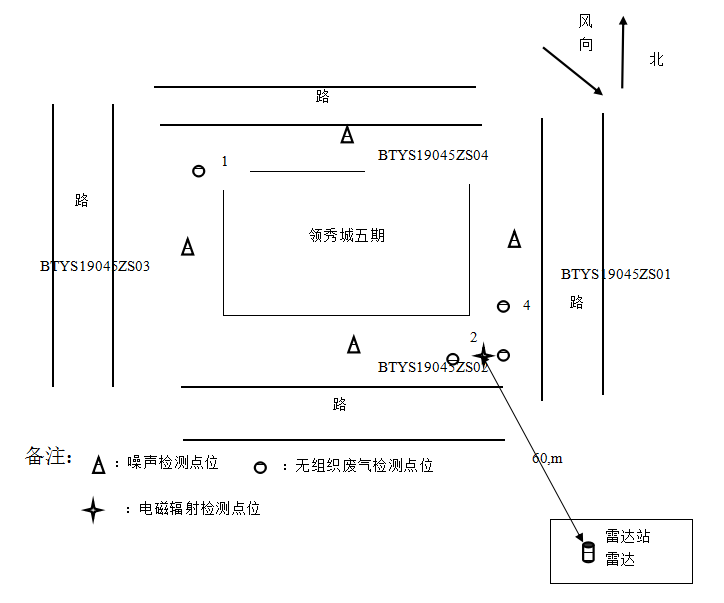 风
向
北
路
1
BTYS19045ZS04
路
领秀城五期
BTYS19045ZS03
BTYS19045ZS01
路
4
2
BTYS19045ZS02
路
备注：
：噪声检测点位
：无组织废气检测点位
60,m
：电磁辐射检测点位
雷达站
雷达